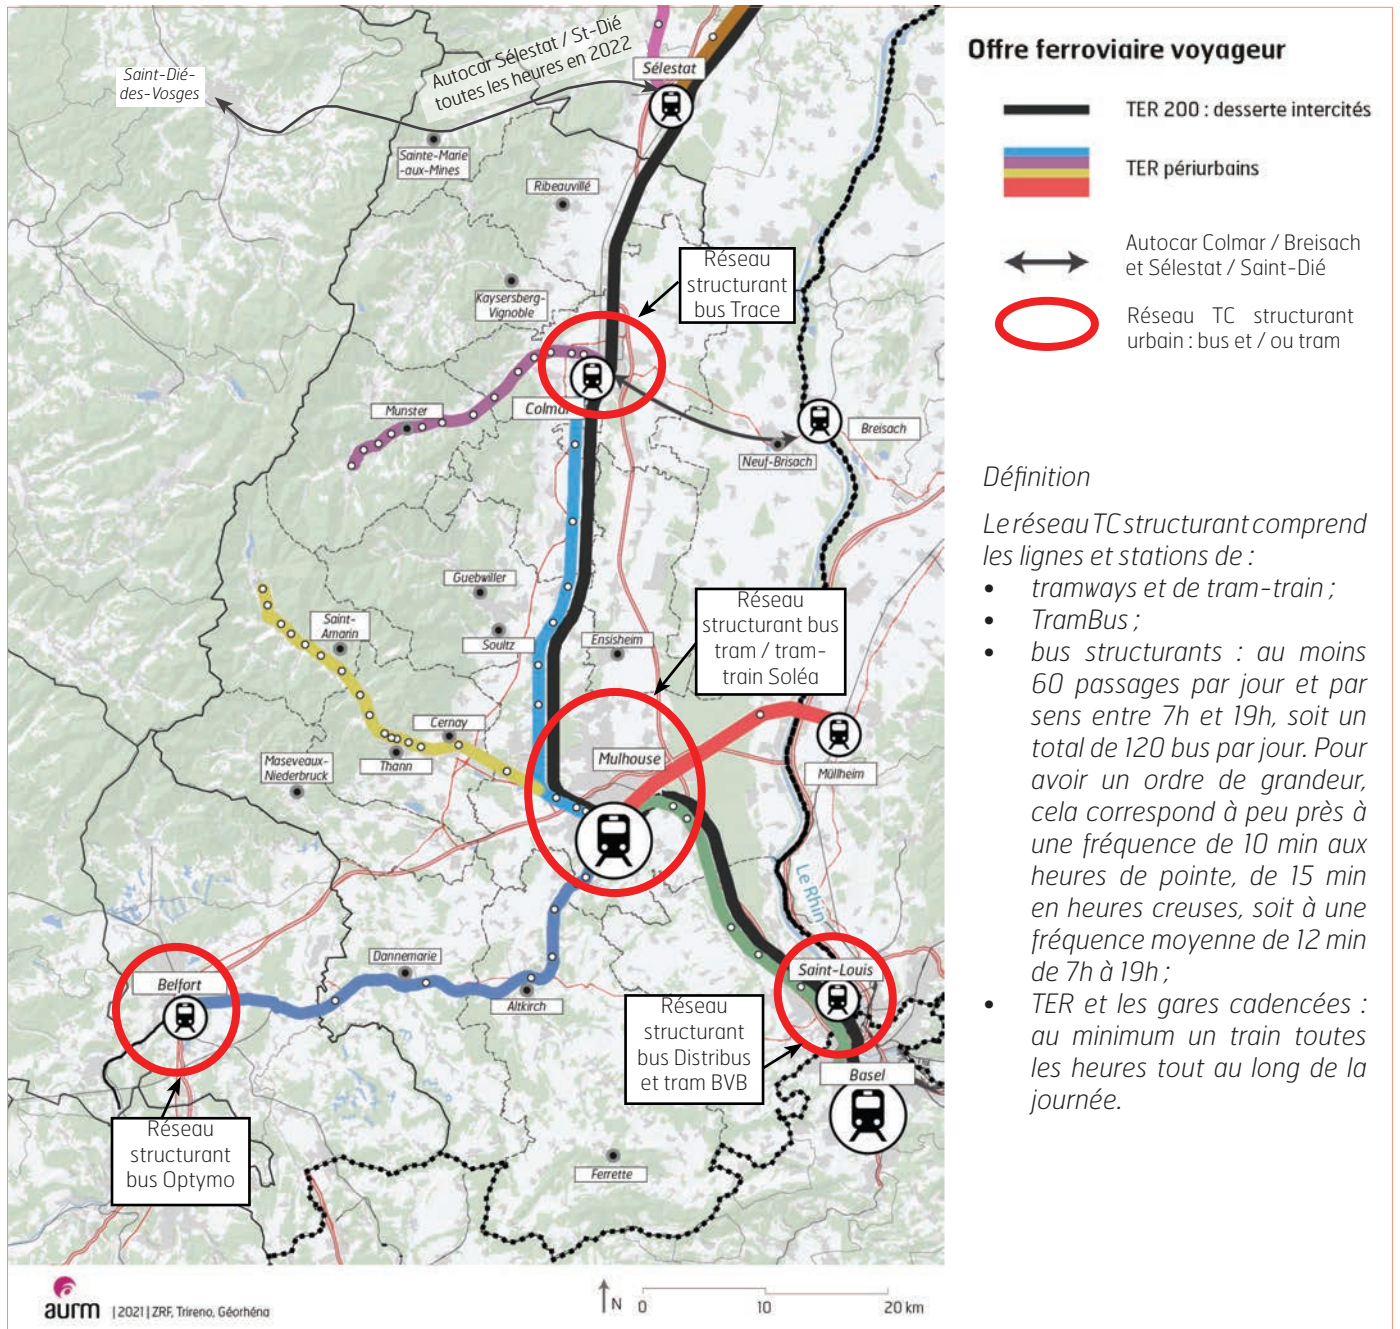 Autocar Sélestat / St-Dié
toutes les heures en 2022
Saint-Dié-
des-Vosges
Sélestat
Sainte-Marie
-aux-Mines
Ribeauvillé
Réseau
structurant
bus Trace
Kaysersberg-
Vignoble
Munster
Colmar
Neuf-Brisach
Breisach
Guebwiller
Soultz
Ensisheim
Réseau
structurant bus
tram / tram-
train Soléa
Saint-
Amarin
Cernay
Thann
Maseveaux-
Niederbruck
Mulhouse
Müllheim
Le Rhin
Dannemarie
Altkirch
Belfort
Saint-Louis
Réseau
structurant
bus Distribus
et tram BVB
Basel
Réseau
structurant
bus Optymo
Ferrette
aurm | 2021 | ZRF, Trireno, Géorhéna
N 0 10 20 km
Offre ferroviaire voyageur
TER 200 : desserte intercités
TER périurbains
Autocar Colmar / Breisach
et Sélestat / Saint-Dié
Réseau TC structurant
urbain : bus et / ou tram
Définition
Le réseau TC structurant comprend
les lignes et stations de :
• tramways et de tram-train ;
• TramBus ;
• bus structurants : au moins
60 passages par jour et par
sens entre 7h et 19h, soit un
total de 120 bus par jour. Pour
avoir un ordre de grandeur,
cela correspond à peu près à
une fréquence de 10 min aux
heures de pointe, de 15 min
en heures creuses, soit à une
fréquence moyenne de 12 min
de 7h à 19h ;
• TER et les gares cadencées :
au minimum un train toutes
les heures tout au long de la
journée.